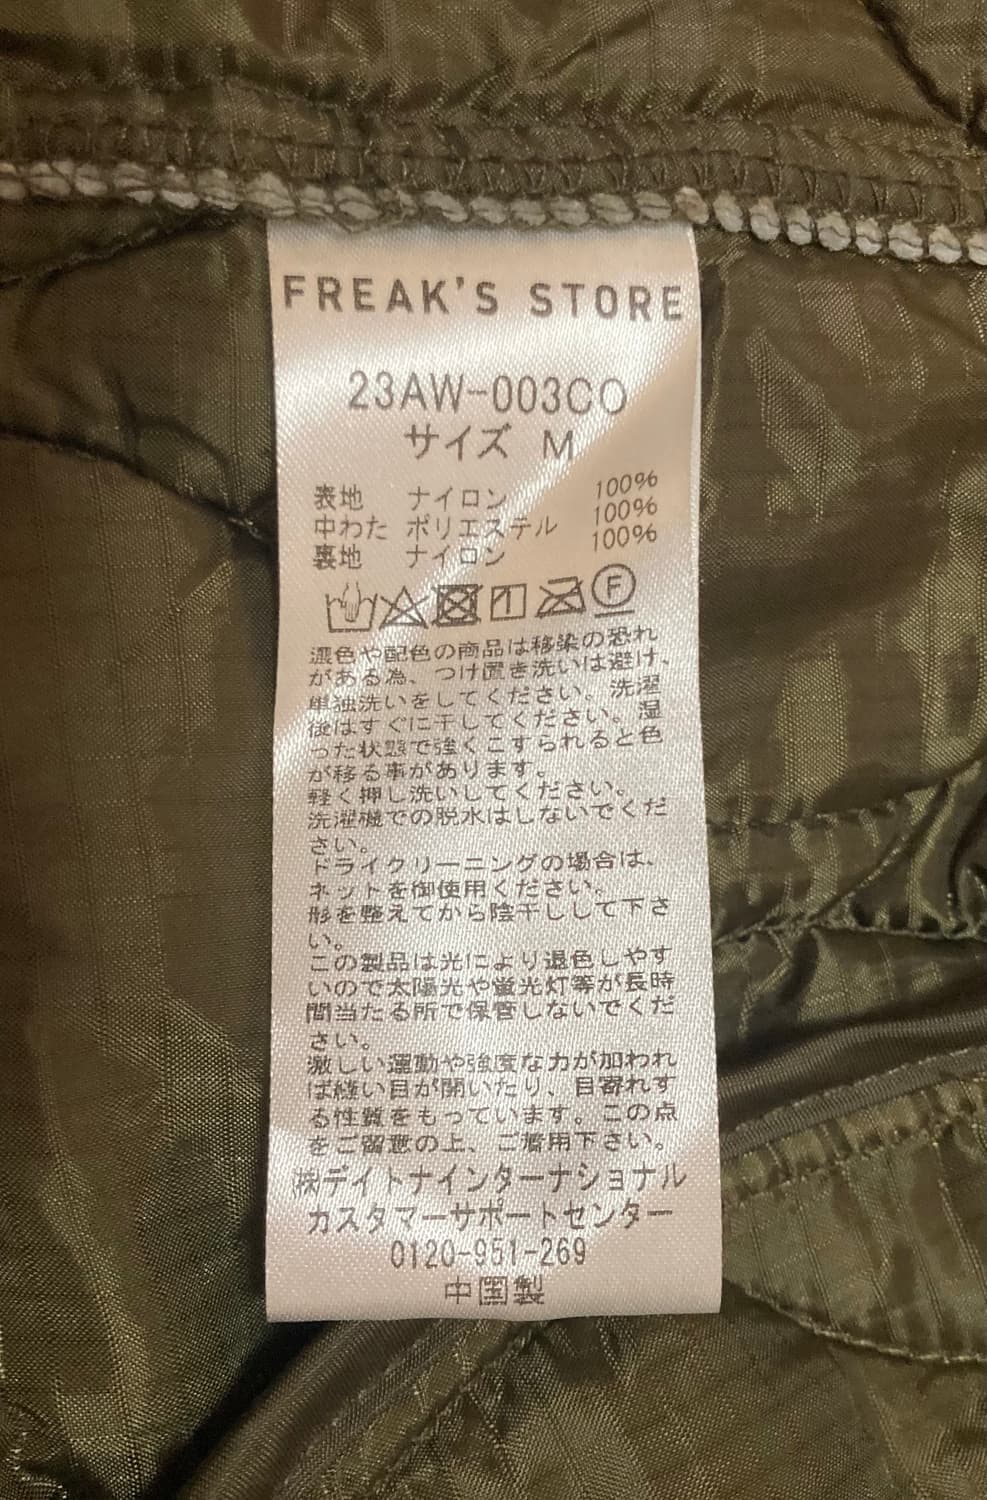 FREAK'S STORE
23AW-003CO
サイズ M
表地 ナイロン 100%
中わた ポリエステル 100%
裏地 ナイロン 100%
F
濃色や配色の商品は移染の恐れ
がある為、つけ置き洗いは避け、
単独洗いをしてください。洗濯
後はすぐに干してください。湿
った状態で強くこすられると色
が移る事があります。
軽く押し洗いしてください。
洗濯機での脱水はしないでくだ
さい。
ドライクリーニングの場合は、
ネットを御使用ください。
形を整えてから陰干しして下さ
い。
この製品は光により退色しやす
いので太陽光や蛍光灯等が長時
間当たる所で保管しないでくだ
さい。
激しい運動や強度な力が加われ
ば縫い目が開いたり、目寄れす
る性質をもっています。この点
をご留意の上、ご着用下さい。
㈱デイトナインターナショナル
カスタマーサポートセンター
0120-951-269
中国製